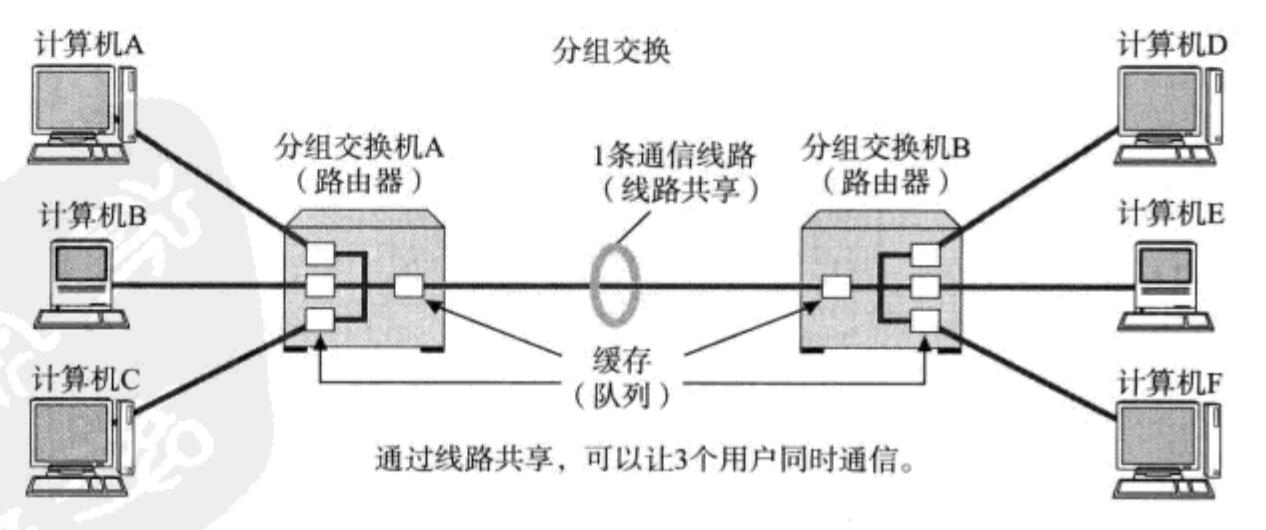 分组交换
计算机A
计算机B
计算机C
分组交换机A
（路由器）
1条通信线路
（线路共享）
分组交换机B
（路由器）
计算机D
计算机E
计算机F
缓存
（队列）
通过线路共享，可以让3个用户同时通信。